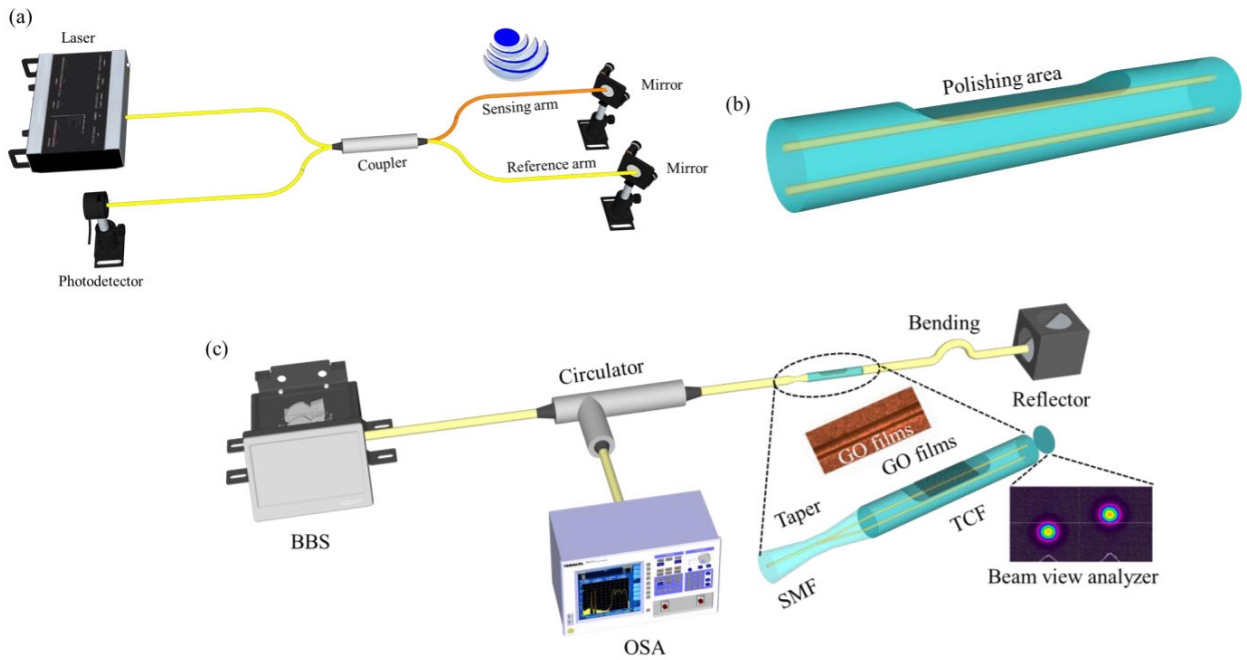 (a)
Laser
Sensing arm
Mirror
Coupler
Reference arm
Mirror
Photodetector
(b)
Polishing area
(c)
BBS
Circulator
OSA
Bending
Reflector
GO films
GO films
Taper
TCF
SMF
Beam view analyzer